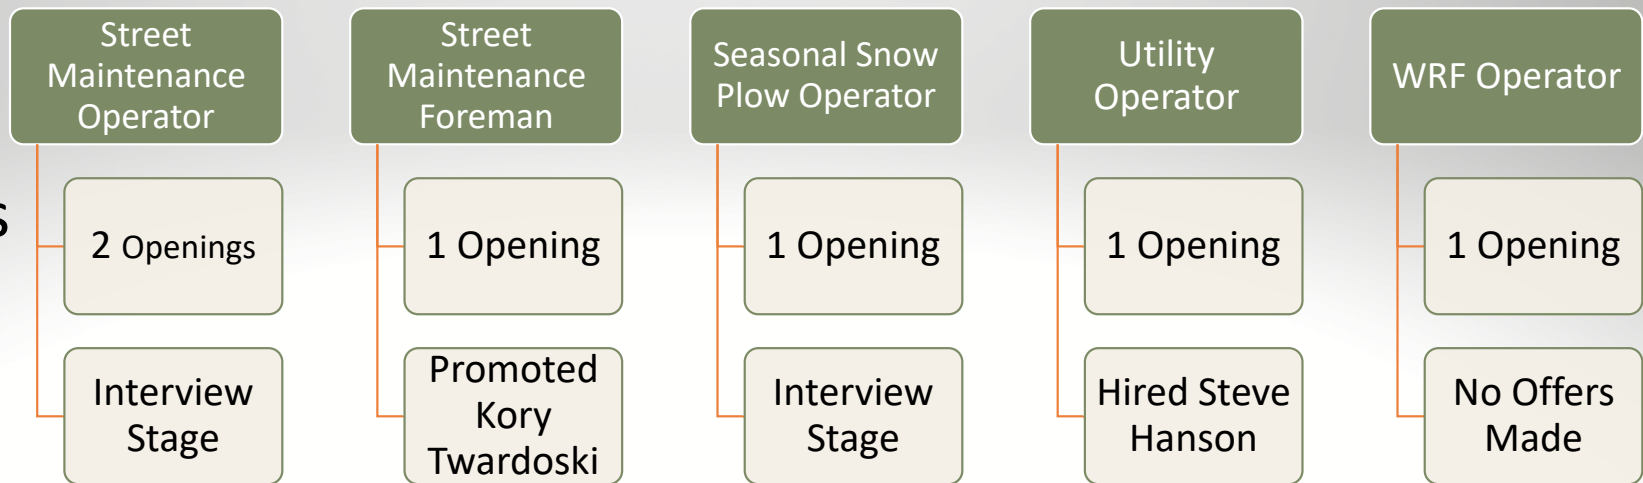 Street
Maintenance
Operator
2 Openings
Interview
Stage
Street
Maintenance
Foreman
1 Opening
Promoted
Kory
Twardoski
Seasonal Snow
Plow Operator
1 Opening
Interview
Stage
Utility
Operator
1 Opening
Hired Steve
Hanson
WRF Operator
1 Opening
No Offers
Made